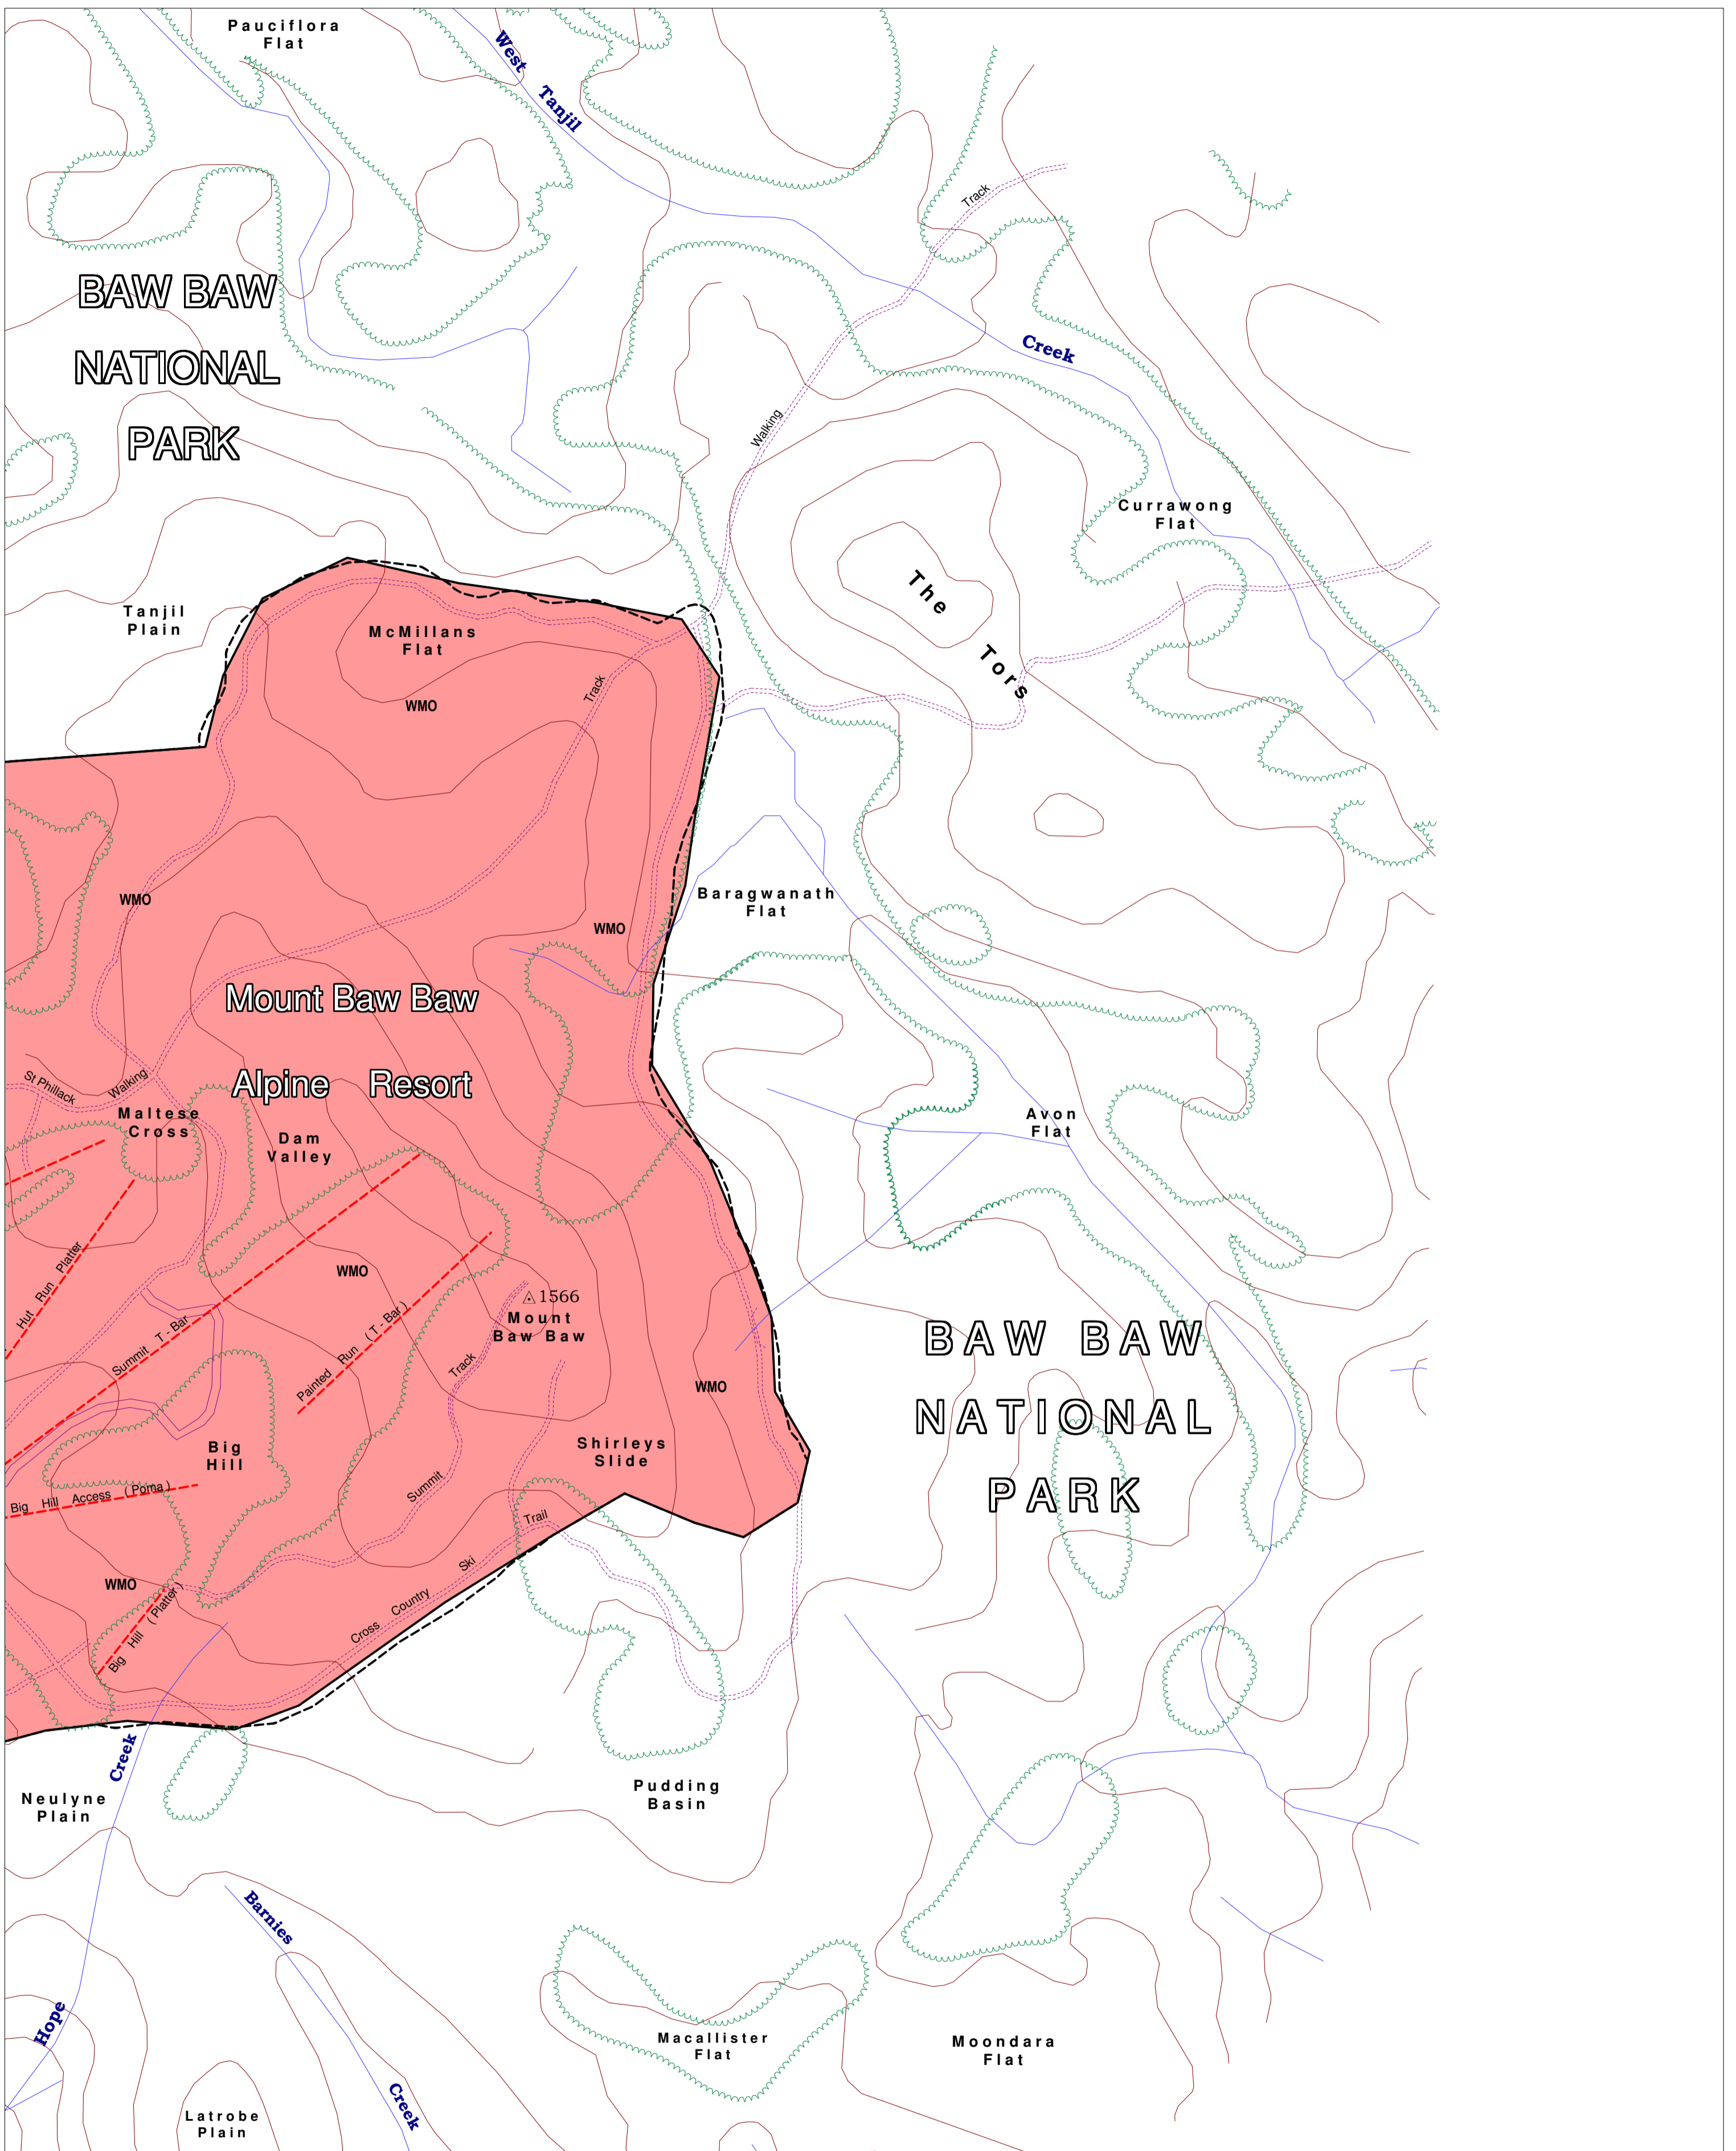 Pauciflora
Flat
West
Tanjil
Track
BAW BAW
NATIONAL
PARK
Creek
Walking
Currawong
Flat
The
Tors
Tanjil
Plain
McMillans
Flat
Track
WMO
Baragwanath
Flat
WMO
WMO
Mount Baw Baw
Alpine Resort
St Phillack
Walking
Maltese
Cross
Dam
Valley
Avon
Flat
Hut Run Platter
WMO
1566
Mount
Baw Baw
Summit T - Bar
Painted Run ( T - Bar )
Track
WMO
BAW BAW
NATIONAL
PARK
Big
Hill
Shirleys
Slide
Summit
Big Hill Access ( Poma )
Trail
Ski
Country
Cross
WMO
Big Hill ( Platter )
Creek
Neulyne
Plain
Pudding
Basin
Barnies
Hope
Macallister
Flat
Moondara
Flat
Creek
Latrobe
Plain